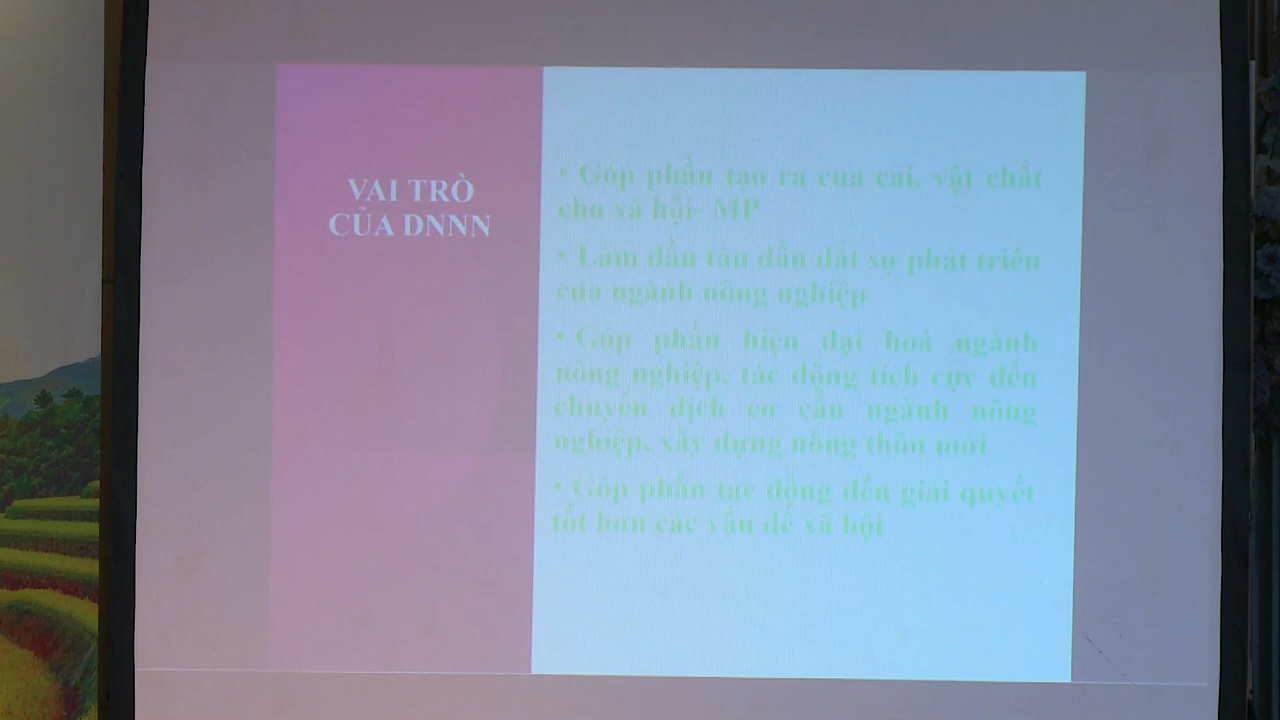 VAI TRÒ
CỦA DNNN
• Góp phần tạo ra của cải, vật chất
cho xã hội- MP
• Làm đầu tàu dẫn dắt sự phát triển
của ngành nông nghiệp
• Góp phần hiện đại hoá ngành
nông nghiệp, tác động tích cực đến
chuyển dịch cơ cấu ngành nông
nghiệp, xây dựng nông thôn mới
• Góp phần tác động đến giải quyết
tốt hơn các vấn đề xã hội